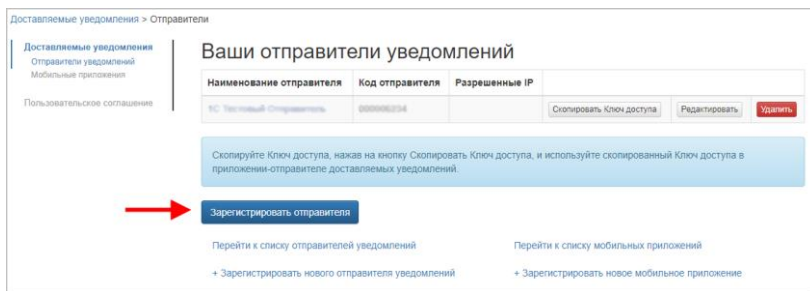 Доставляемые уведомления > Отправители
Доставляемые уведомления
Отправители уведомлений
Мобильные приложения
Пользовательское соглашение
Ваши отправители уведомлений
Наименование отправителя Код отправителя Разрешенные IP
Скопировать Ключ доступа Редактировать Удалить
Скопируйте Ключ доступа, нажав на кнопку Скопировать Ключ доступа, и используйте скопированный Ключ доступа в
приложении-отправителе доставляемых уведомлений.
Зарегистрировать отправителя
Перейти к списку отправителей уведомлений Перейти к списку мобильных приложений
+ Зарегистрировать нового отправителя уведомлений + Зарегистрировать новое мобильное приложение